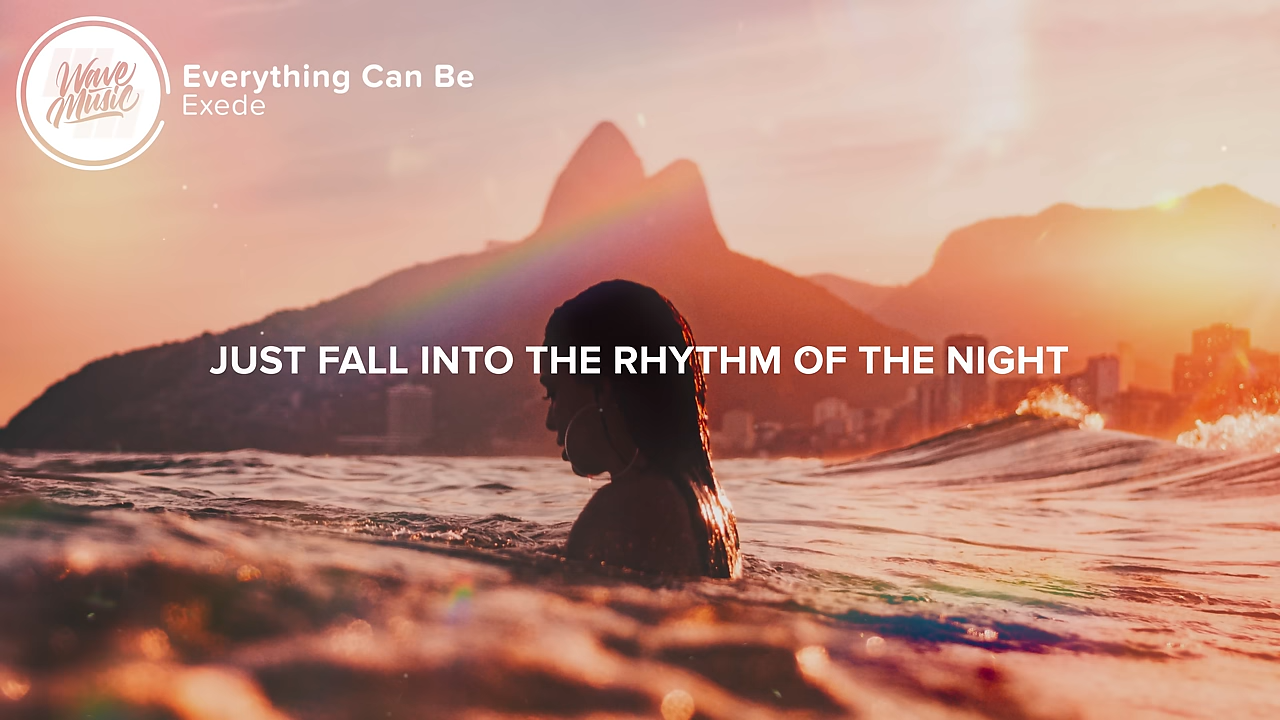 Wave
Music
Everything Can Be
Exede
JUST FALL INTO THE RHYTHM OF THE NIGHT